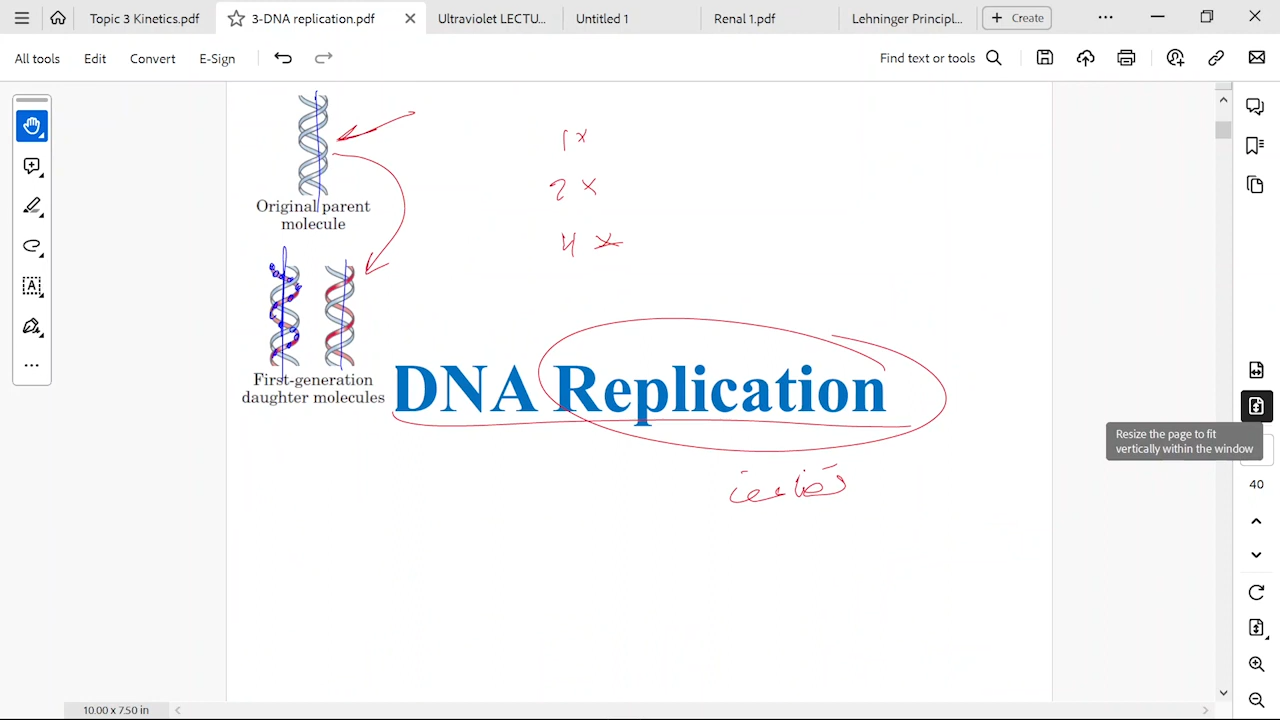 Topic 3 Kinetics.pdf
3-DNA replication.pdf
Ultraviolet LECTU...
Untitled 1
Renal 1.pdf
Lehninger Principl...
Create
All tools
Edit
Convert
E-Sign
Find text or tools
1x
2x
4x
Original parent
molecule
First-generation
daughter molecules
DNA Replication
تضاعف
Resize the page to fit
vertically within the window
40
10.00 x 7.50 in